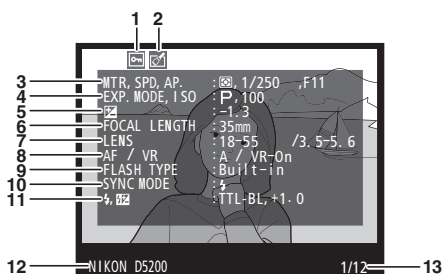 1 2
3 MTR, SPD, AP. : , 1/250 , F11
4 EXP. MODE, ISO : P, 100
5 : -1.3
6 FOCAL LENGTH : 35mm
7 LENS : 18-55 /3.5-5.6
8 AF / VR : A / VR-On
9 FLASH TYPE : Built-in
10 SYNC MODE :
11 , : TTL-BL, +1.0
12 NIKON D5200 1/12 13